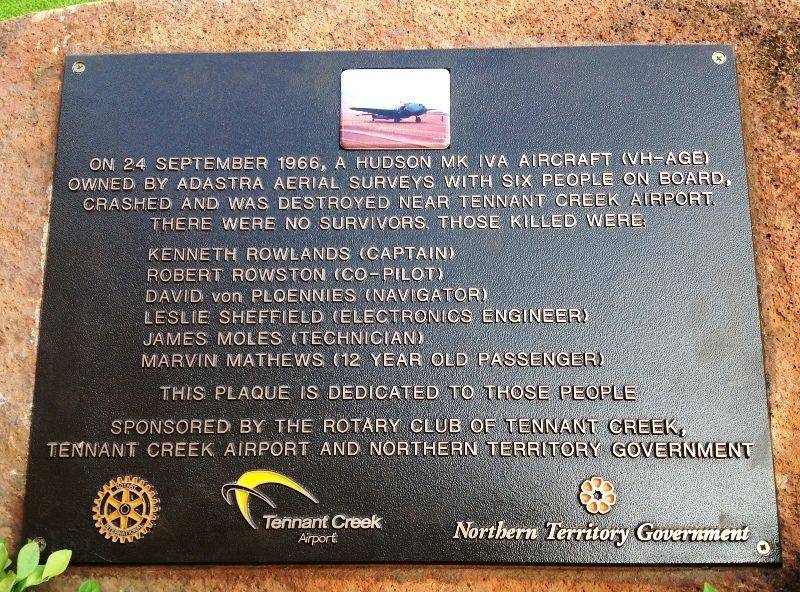 ON 24 SEPTEMBER 1966, A HUDSON MK IVA AIRCRAFT (VH-AGE)
OWNED BY ADASTRA AERIAL SURVEYS WITH SIX PEOPLE ON BOARD,
CRASHED AND WAS DESTROYED NEAR TENNANT CREEK AIRPORT.
THERE WERE NO SURVIVORS. THOSE KILLED WERE:
KENNETH ROWLANDS (CAPTAIN)
ROBERT ROWSTON (CO-PILOT)
DAVID von PLOENNIES (NAVIGATOR)
LESLIE SHEFFIELD (ELECTRONICS ENGINEER)
JAMES MOLES (TECHNICIAN)
MARVIN MATHEWS (12 YEAR OLD PASSENGER)
THIS PLAQUE IS DEDICATED TO THOSE PEOPLE
SPONSORED BY THE ROTARY CLUB OF TENNANT CREEK,
TENNANT CREEK AIRPORT AND NORTHERN TERRITORY GOVERNMENT
ROTARY
INTERNATIONAL
Tennant Creek
Airport
Northern Territory Government